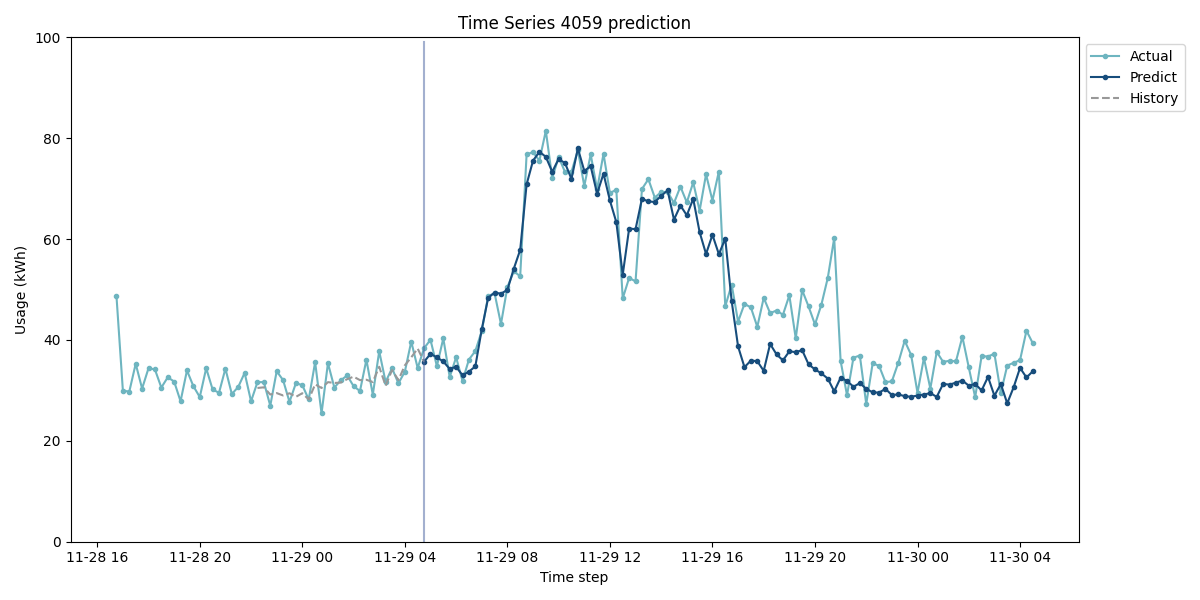 Time Series 4059 prediction
Usage (kWh)
100
80
60
40
20
0
11-28 16
11-28 20
11-29 00
11-29 04
11-29 08
11-29 12
11-29 16
11-29 20
11-30 00
11-30 04
Time step
Actual
Predict
History